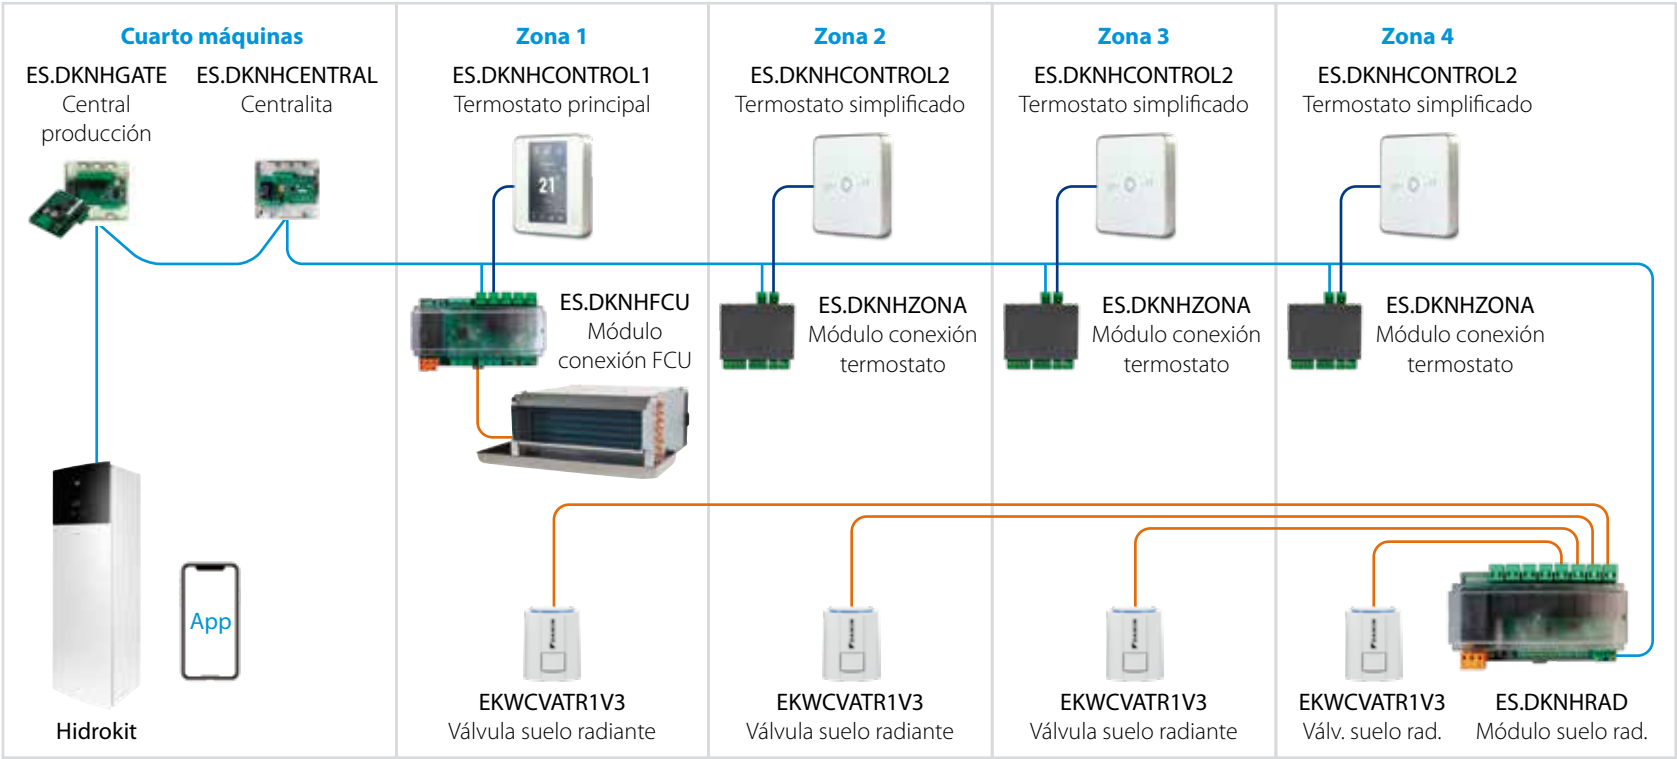 Cuarto máquinas
ES.DKNHGATE
Central
producción
ES.DKNHCENTRAL
Centralita
Hidrokit
App
Zona 1
ES.DKNHCONTROL1
Termostato principal
21
ES.DKNHFCU
Módulo
conexión FCU
DAIKIN
EKWCVATR1V3
Válvula suelo radiante
Zona 2
ES.DKNHCONTROL2
Termostato simplificado
ES.DKNHZONA
Módulo conexión
termostato
DAIKIN
EKWCVATR1V3
Válvula suelo radiante
Zona 3
ES.DKNHCONTROL2
Termostato simplificado
ES.DKNHZONA
Módulo conexión
termostato
DAIKIN
EKWCVATR1V3
Válvula suelo radiante
Zona 4
ES.DKNHCONTROL2
Termostato simplificado
ES.DKNHZONA
Módulo conexión
termostato
DAIKIN
EKWCVATR1V3
Válv. suelo rad.
ES.DKNHRAD
Módulo suelo rad.